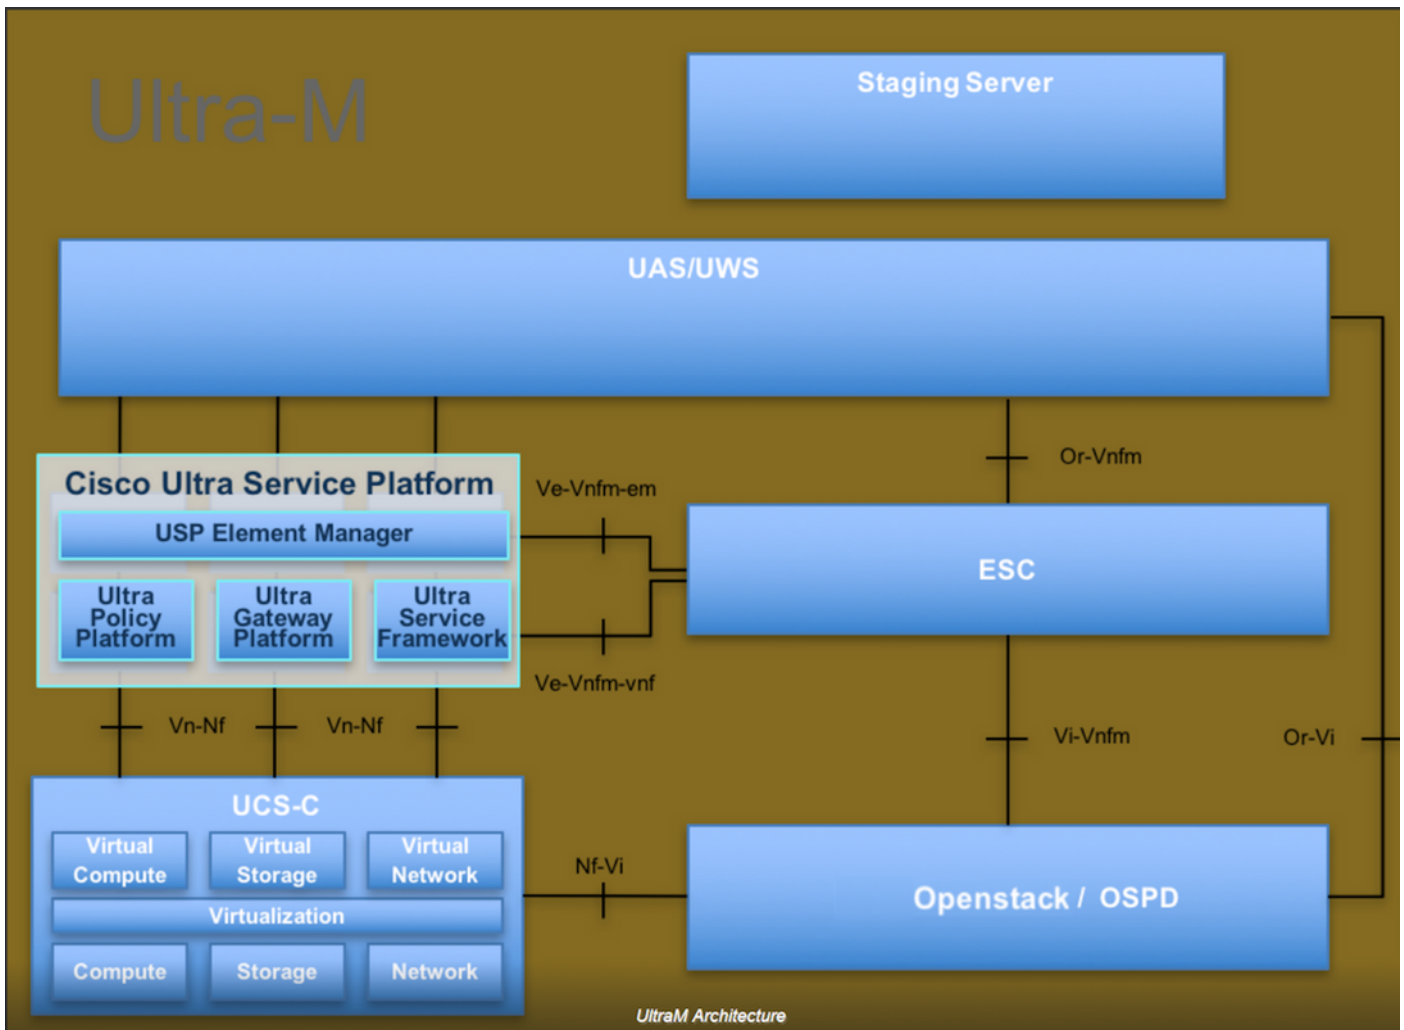 Ultra-M
Staging Server
UAS/UWS
Or-Vnfm
Cisco Ultra Service Platform
Ve-Vnfm-em
USP Element Manager
ESC
Ultra
Policy
Platform
Ultra
Gateway
Platform
Ultra
Service
Framework
Ve-Vnfm-vnf
Vn-Nf
Vn-Nf
Vi-Vnfm
Or-Vi
UCS-C
Virtual
Compute
Virtual
Storage
Virtual
Network
Nf-Vi
Openstack / OSPD
Virtualization
Compute
Storage
Network
UltraM Architecture